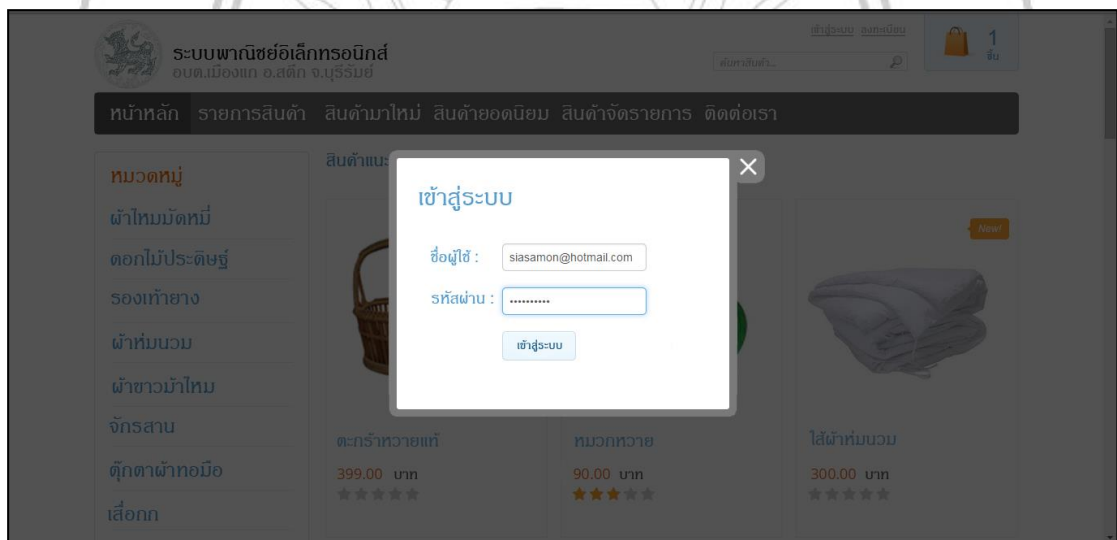 ระบบพาณิชย์อิเล็กทรอนิกส์
อบต.เมืองแก อ.สตึก จ.บุรีรัมย์
เข้าสู่ระบบ ลงทะเบียน
ค้นหาสินค้า...
1
ชิ้น
หน้าหลัก รายการสินค้า สินค้ามาใหม่ สินค้ายอดนิยม สินค้าจัดรายการ ติดต่อเรา
หมวดหมู่
ผ้าไหมมัดหมี่
ดอกไม้ประดิษฐ์
รองเท้ายาง
ผ้าห่มนวม
ผ้าขาวม้าไหม
จักรสาน
ตุ๊กตาผ้าทอมือ
เสื่อกก
สินค้าแนะ
เข้าสู่ระบบ
ชื่อผู้ใช้ : siasamon@hotmail.com
รหัสผ่าน : ••••••••••
เข้าสู่ระบบ
New!
ตะกร้าหวายแท้
399.00 บาท
หมวกหวาย
90.00 บาท
ไส้ผ้าห่มนวม
300.00 บาท